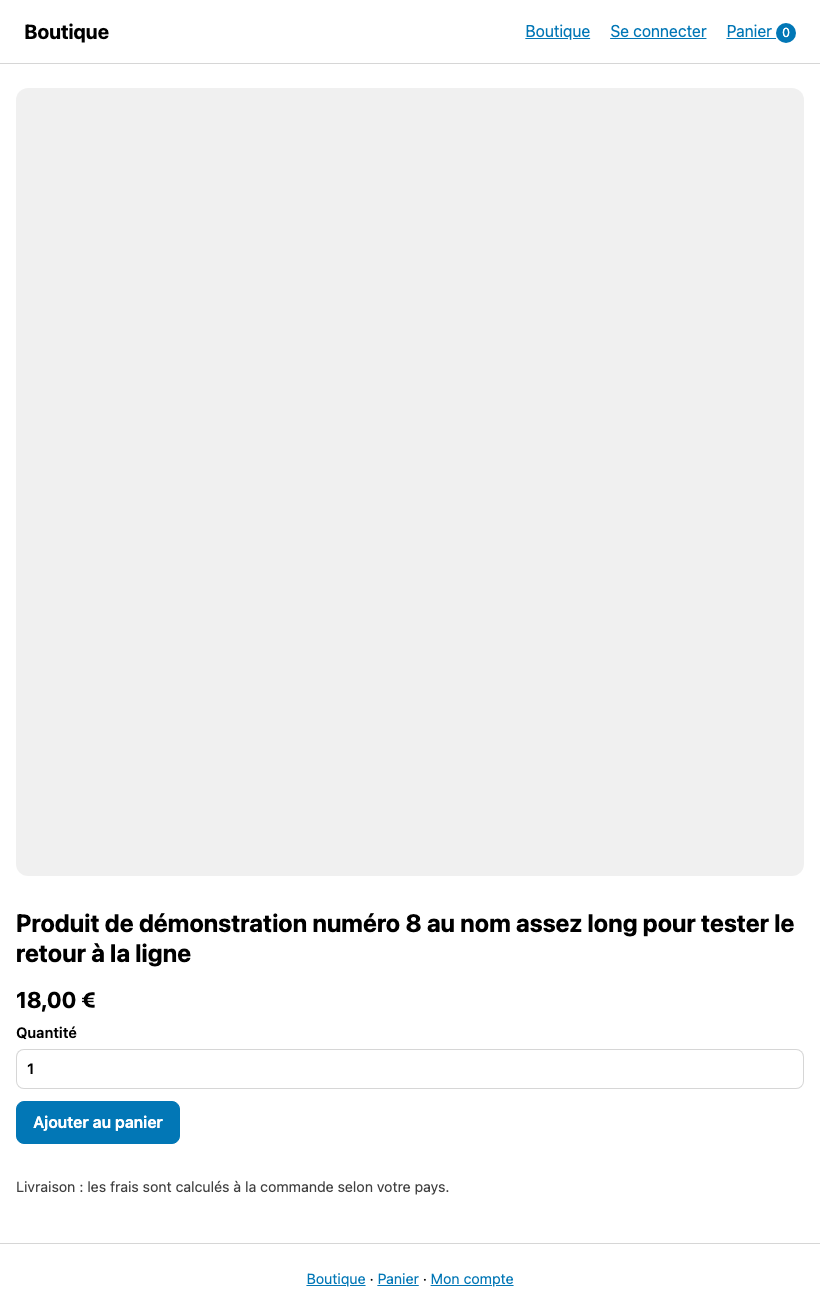 Boutique
Boutique Se connecter Panier 0
Produit de démonstration numéro 8 au nom assez long pour tester le
retour à la ligne
18,00 €
Quantité
1
Ajouter au panier
Livraison : les frais sont calculés à la commande selon votre pays.
Boutique · Panier · Mon compte